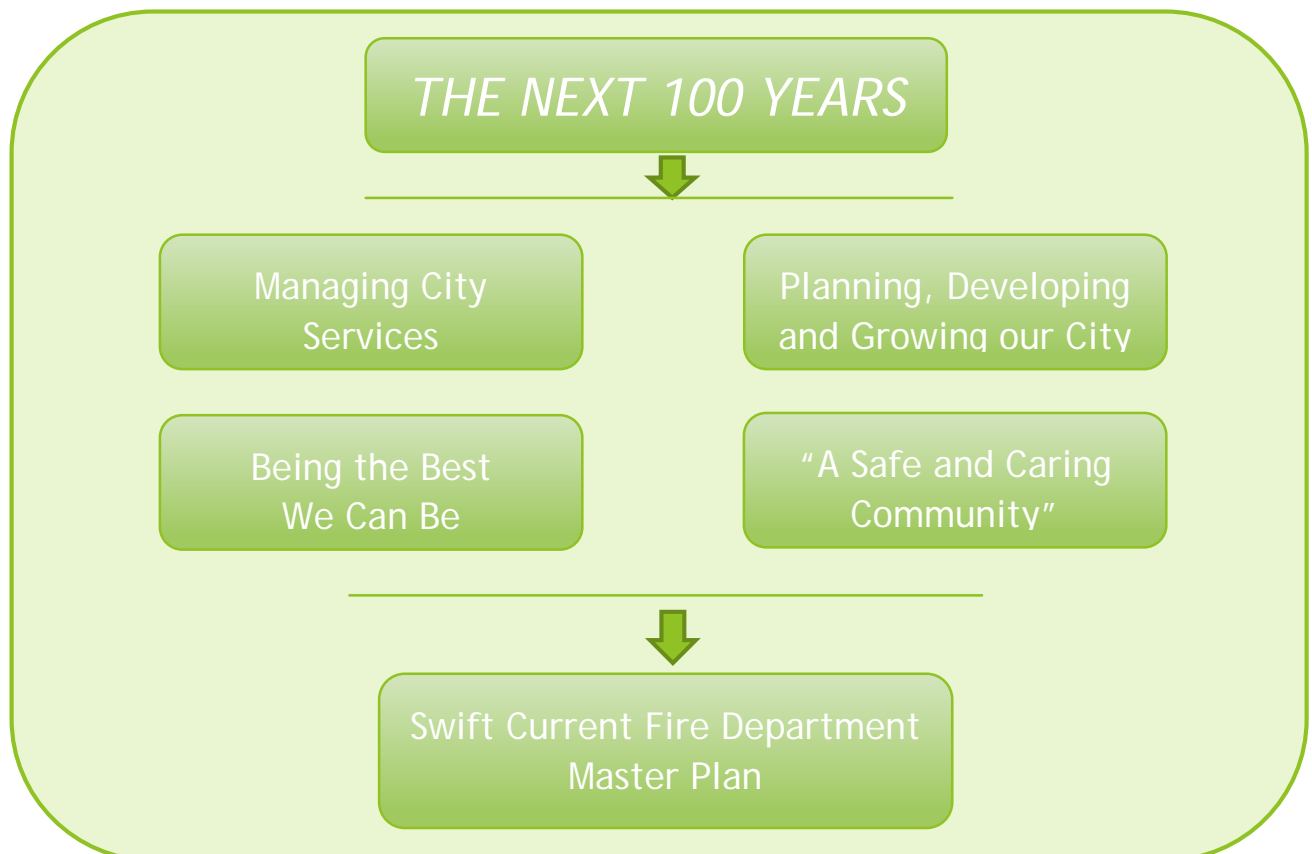 THE NEXT 100 YEARS
Managing City
Services
Planning, Developing
and Growing our City
Being the Best
We Can Be
"A Safe and Caring
Community"
Swift Current Fire Department
Master Plan